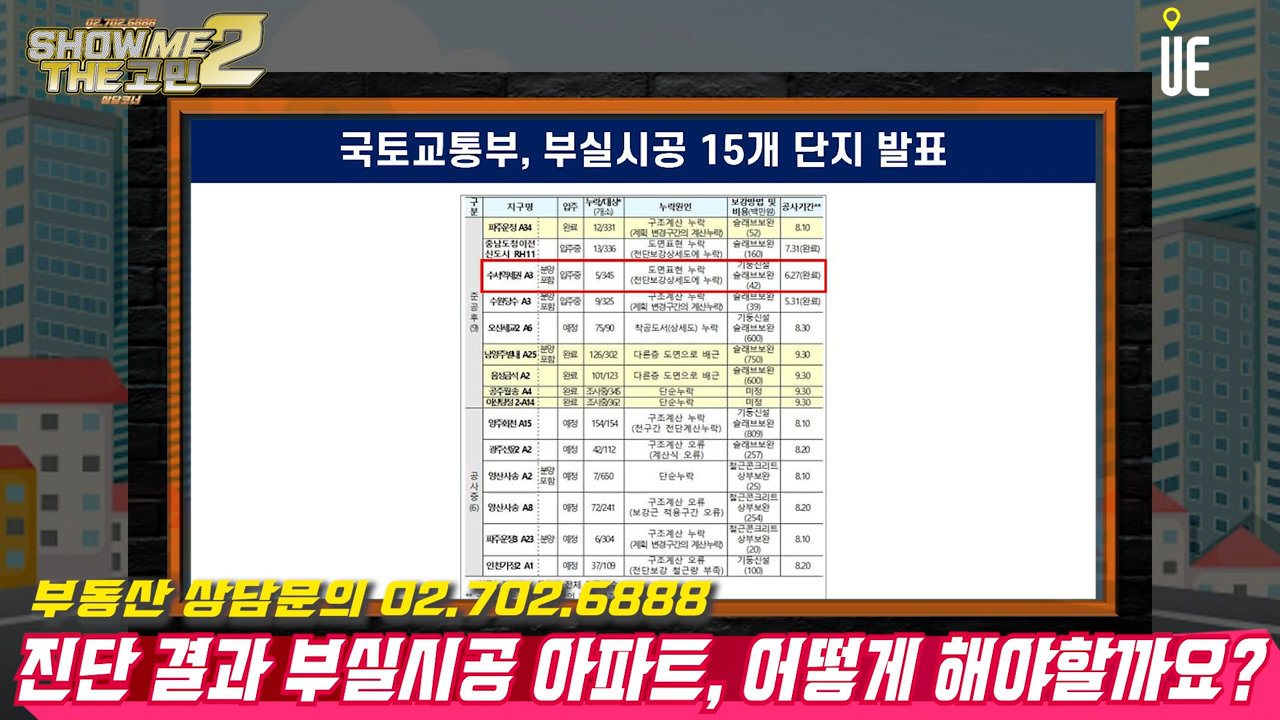 02.702.6888
SHOW ME
THE고민2
상담코너
UE
국토교통부, 부실시공 15개 단지 발표
구분 지구명 입주 누락/대상*(개소) 누락원인 보강방법 및 비용(백만원) 공사기간**
준공후(9)
파주운정 A34 완료 12/331 구조계산 누락(계획 변경구간의 계산누락) 슬래브보완(52) 8.10
충남도청이전신도시 RH11 입주중 13/336 도면표현 누락(전단보강상세도에 누락) 슬래브보완(160) 7.31(완료)
수서역세권 A3 분양포함 입주중 5/345 도면표현 누락(전단보강상세도에 누락) 기둥신설 슬래브보완(42) 6.27(완료)
수원당수 A3 분양포함 입주중 9/325 구조계산 누락(계획 변경구간의 계산누락) 슬래브보완(39) 5.31(완료)
오산세교2 A6 예정 75/90 착공도서(상세도) 누락 기둥신설 슬래브보완(600) 8.30
남양주별내 A25 분양포함 완료 126/302 다른층 도면으로 배근 슬래브보완(750) 9.30
음성금석 A2 완료 101/123 다른층 도면으로 배근 슬래브보완(600) 9.30
공주월송 A4 완료 조사중/345 단순누락 미정 9.30
아산탕정 2-A14 완료 조사중/362 단순누락 미정 9.30
공사중(6)
양주회천 A15 예정 154/154 구조계산 누락(전구간 전단계산누락) 기둥신설 슬래브보완(809) 8.10
광주선운2 A2 예정 42/112 구조계산 오류(계산식 오류) 슬래브보완(257) 8.20
양산사송 A2 분양포함 예정 7/650 단순누락 철근콘크리트 상부보완(25) 8.10
양산사송 A8 예정 72/241 구조계산 오류(보강근 적용구간 오류) 철근콘크리트 상부보완(254) 8.20
파주운정3 A23 분양 예정 6/304 구조계산 누락(계획 변경구간의 계산누락) 철근콘크리트 상부보완(20) 8.10
인천가정2 A1 예정 37/109 구조계산 오류(전단보강 철근량 부족) 기둥신설(100) 8.20
부동산 상담문의 02.702.6888
진단 결과 부실시공 아파트, 어떻게 해야할까요?